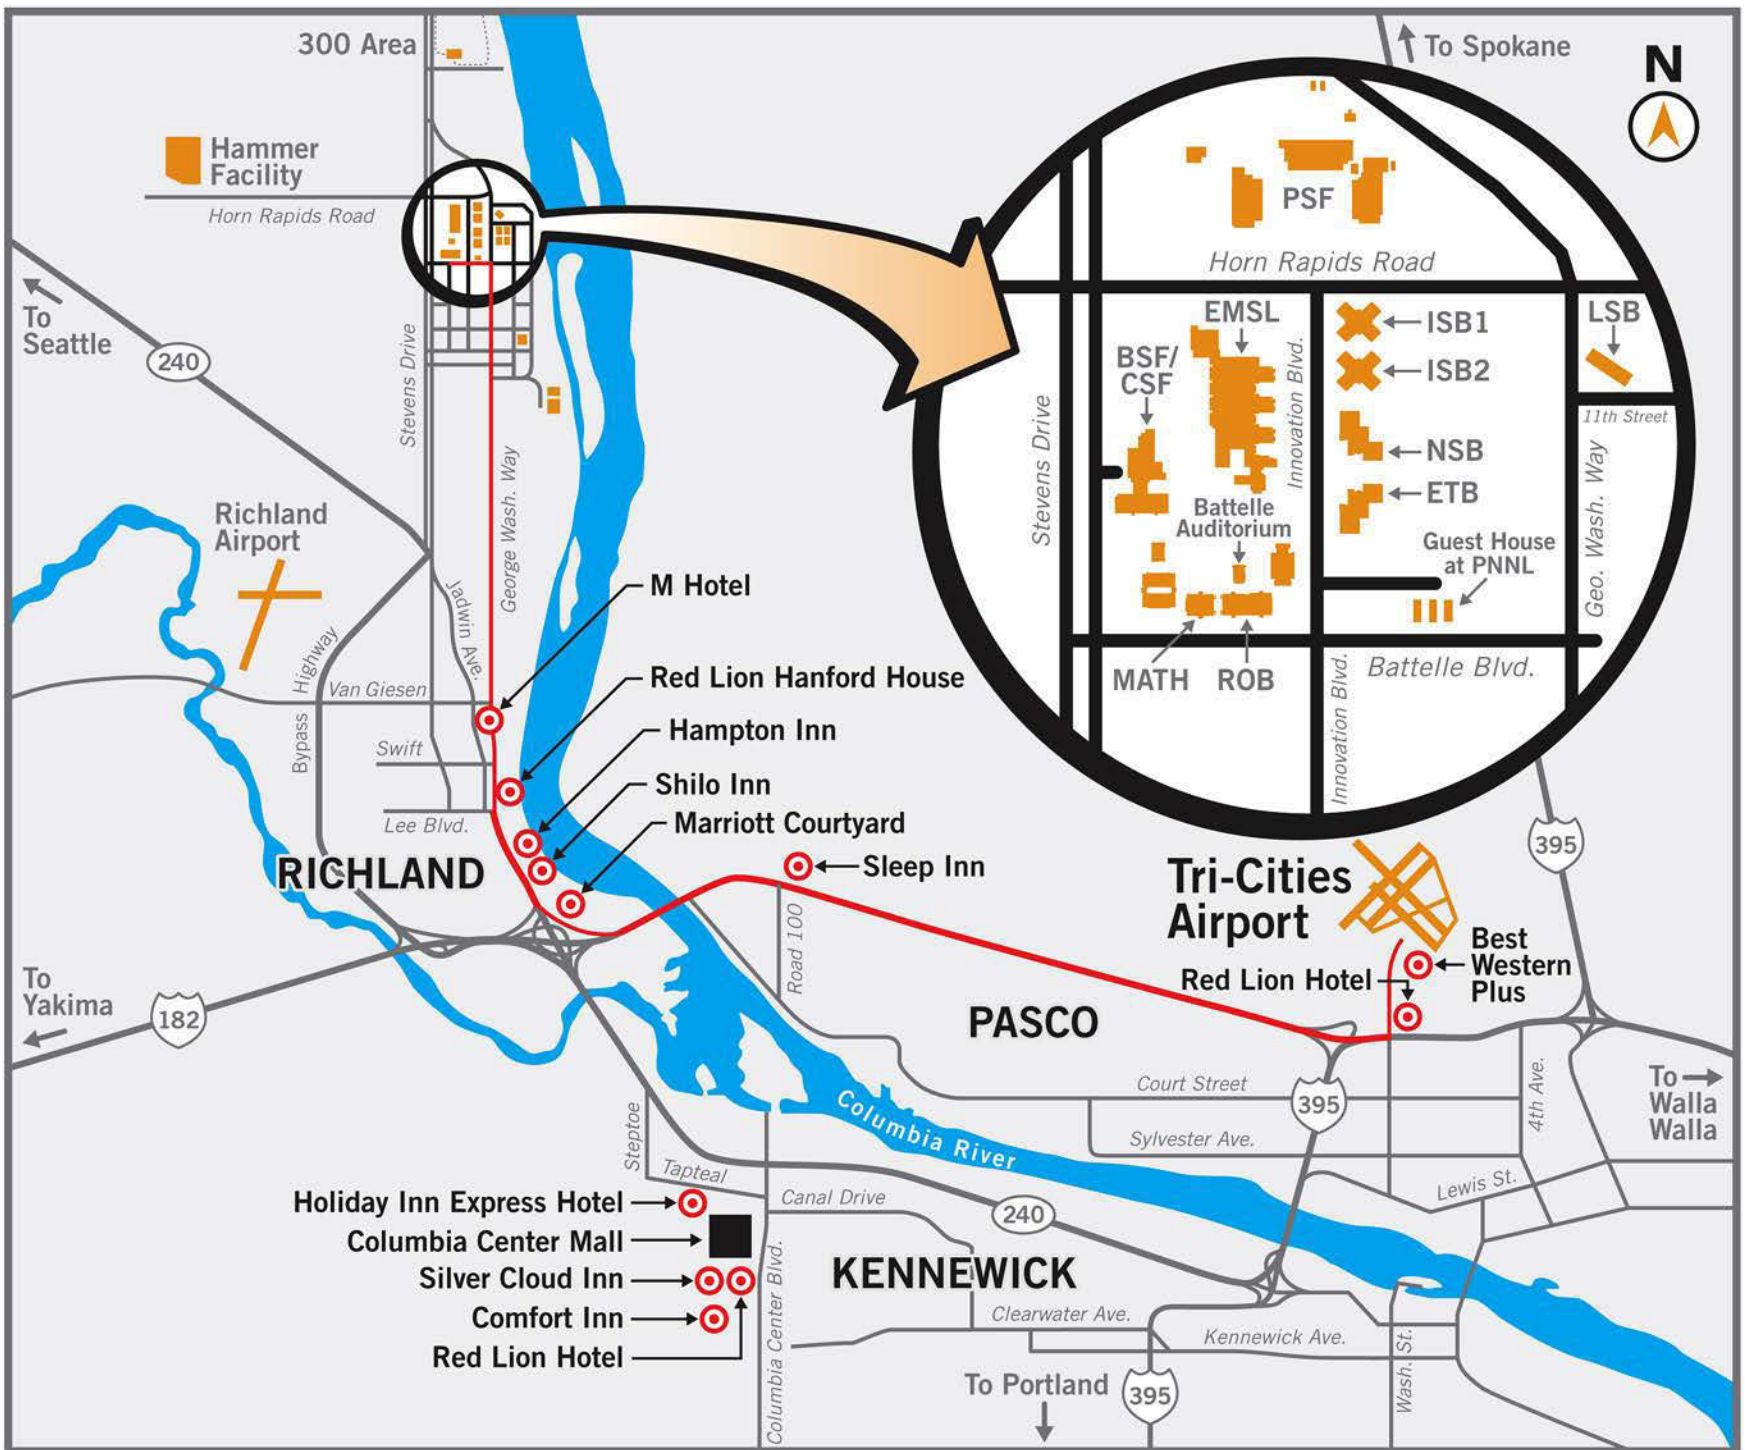 300 Area
To Spokane
N
Hammer
Facility
Horn Rapids Road
PSF
Horn Rapids Road
EMSL
ISB1
LSB
BSF/
CSF
ISB2
Innovation Blvd.
11th Street
To
Seattle
240
Stevens Drive
Stevens Drive
NSB
ETB
Geo. Wash. Way
Battelle
Auditorium
Guest House
at PNNL
MATH
ROB
Battelle Blvd.
Innovation Blvd.
George Wash. Way
Richland
Airport
Jadwin Ave.
M Hotel
Bypass Highway
Van Giesen
Red Lion Hanford House
Hampton Inn
Swift
Shilo Inn
Lee Blvd.
Marriott Courtyard
RICHLAND
Sleep Inn
395
Tri-Cities
Airport
Road 100
Best
Western
Plus
Red Lion Hotel
To
Yakima
182
PASCO
Court Street
395
4th Ave.
To
Walla
Walla
Columbia River
Sylvester Ave.
Steptoe
Tapteal
Lewis St.
Canal Drive
240
Holiday Inn Express Hotel
Columbia Center Mall
Silver Cloud Inn
Comfort Inn
Red Lion Hotel
Columbia Center Blvd.
KENNEWICK
Clearwater Ave.
Kennewick Ave.
Wash. St.
To Portland
395